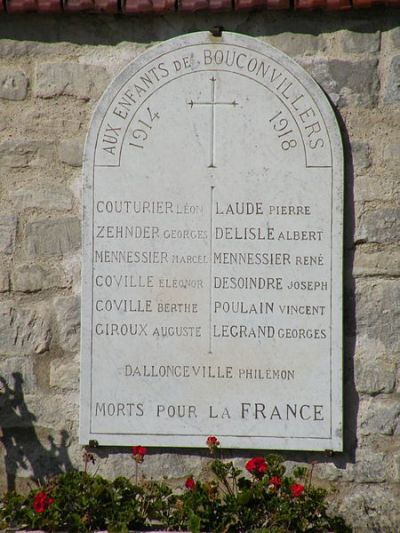 AUX ENFANTS DE BOUCONVILLERS
1914 1918
COUTURIER LÉON LAUDE PIERRE
ZEHNDER GEORGES DELISLE ALBERT
MENNESSIER MARCEL MENNESSIER RENÉ
COVILLE ELÉONOR DESOINDRE JOSEPH
COVILLE BERTHE POULAIN VINCENT
GIROUX AUGUSTE LEGRAND GEORGES
DALLONCEVILLE PHILÉMON
MORTS POUR LA FRANCE